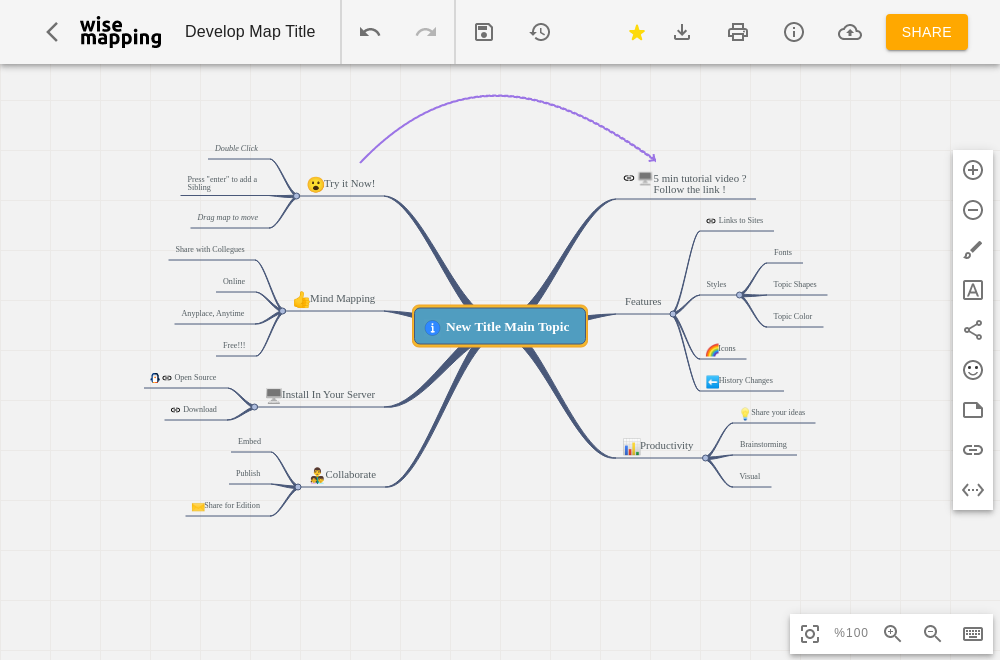 wise
mapping
Develop Map Title
SHARE
Double Click
Press "enter" to add a
Sibling
Drag map to move
Try it Now!
Share with Collegues
Online
Anyplace, Anytime
Free!!!
Mind Mapping
Open Source
Download
Install In Your Server
Embed
Publish
Share for Edition
Collaborate
New Title Main Topic
5 min tutorial video ?
Follow the link !
Features
Links to Sites
Styles
Fonts
Topic Shapes
Topic Color
Icons
History Changes
Productivity
Share your ideas
Brainstorming
Visual
%100